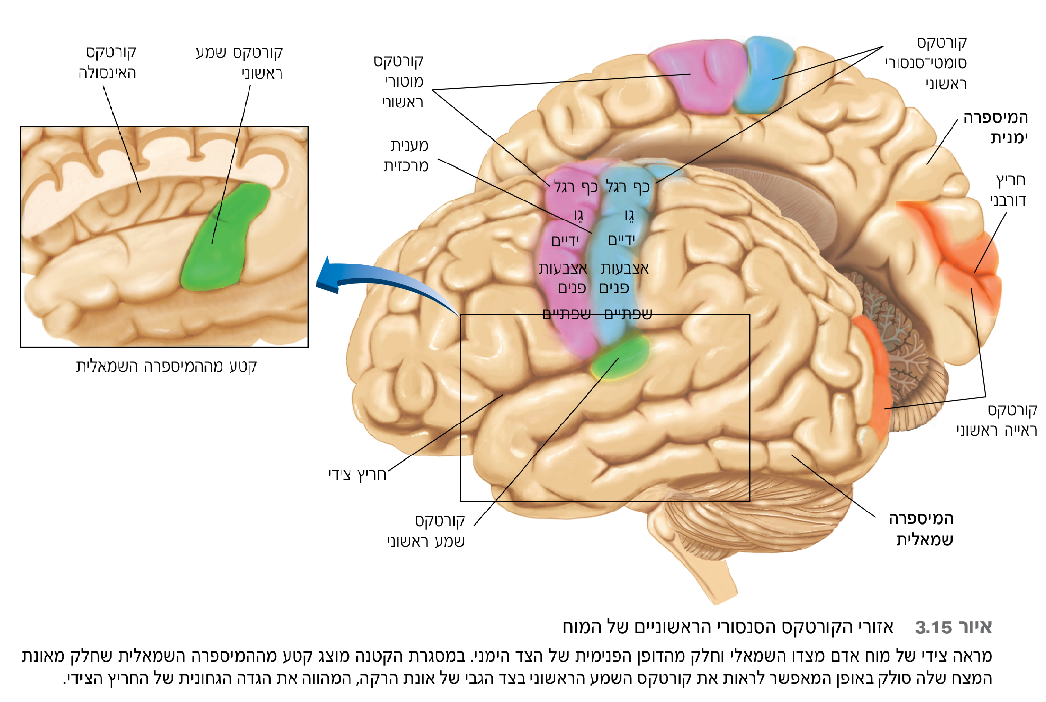 קורטקס
סומטי־סנסורי
ראשוני
קורטקס
מוטורי
ראשוני
קורטקס שמע
ראשוני
קורטקס
האינסולה
המיספרה
ימנית
מענית
מרכזית
חריץ
דורבני
כף רגל כף רגל
גֵו גֵו
ידיים ידיים
אצבעות אצבעות
פנים פנים
שפתיים שפתיים
קטע מההמיספרה השמאלית
קורטקס
ראייה ראשוני
חריץ צידי
קורטקס
שמע ראשוני
המיספרה
שמאלית
איור 3.15 אזורי הקורטקס הסנסורי הראשוניים של המוח
מראה צידי של מוח אדם מצדו השמאלי וחלק מהדופן הפנימית של הצד הימני. במסגרת הקטנה מוצג קטע מההמיספרה השמאלית שחלק מאונת
המצח שלה סולק באופן המאפשר לראות את קורטקס השמע הראשוני בצד הגבי של אונת הרקה, המהווה את הגדה הגחונית של החריץ הצידי.